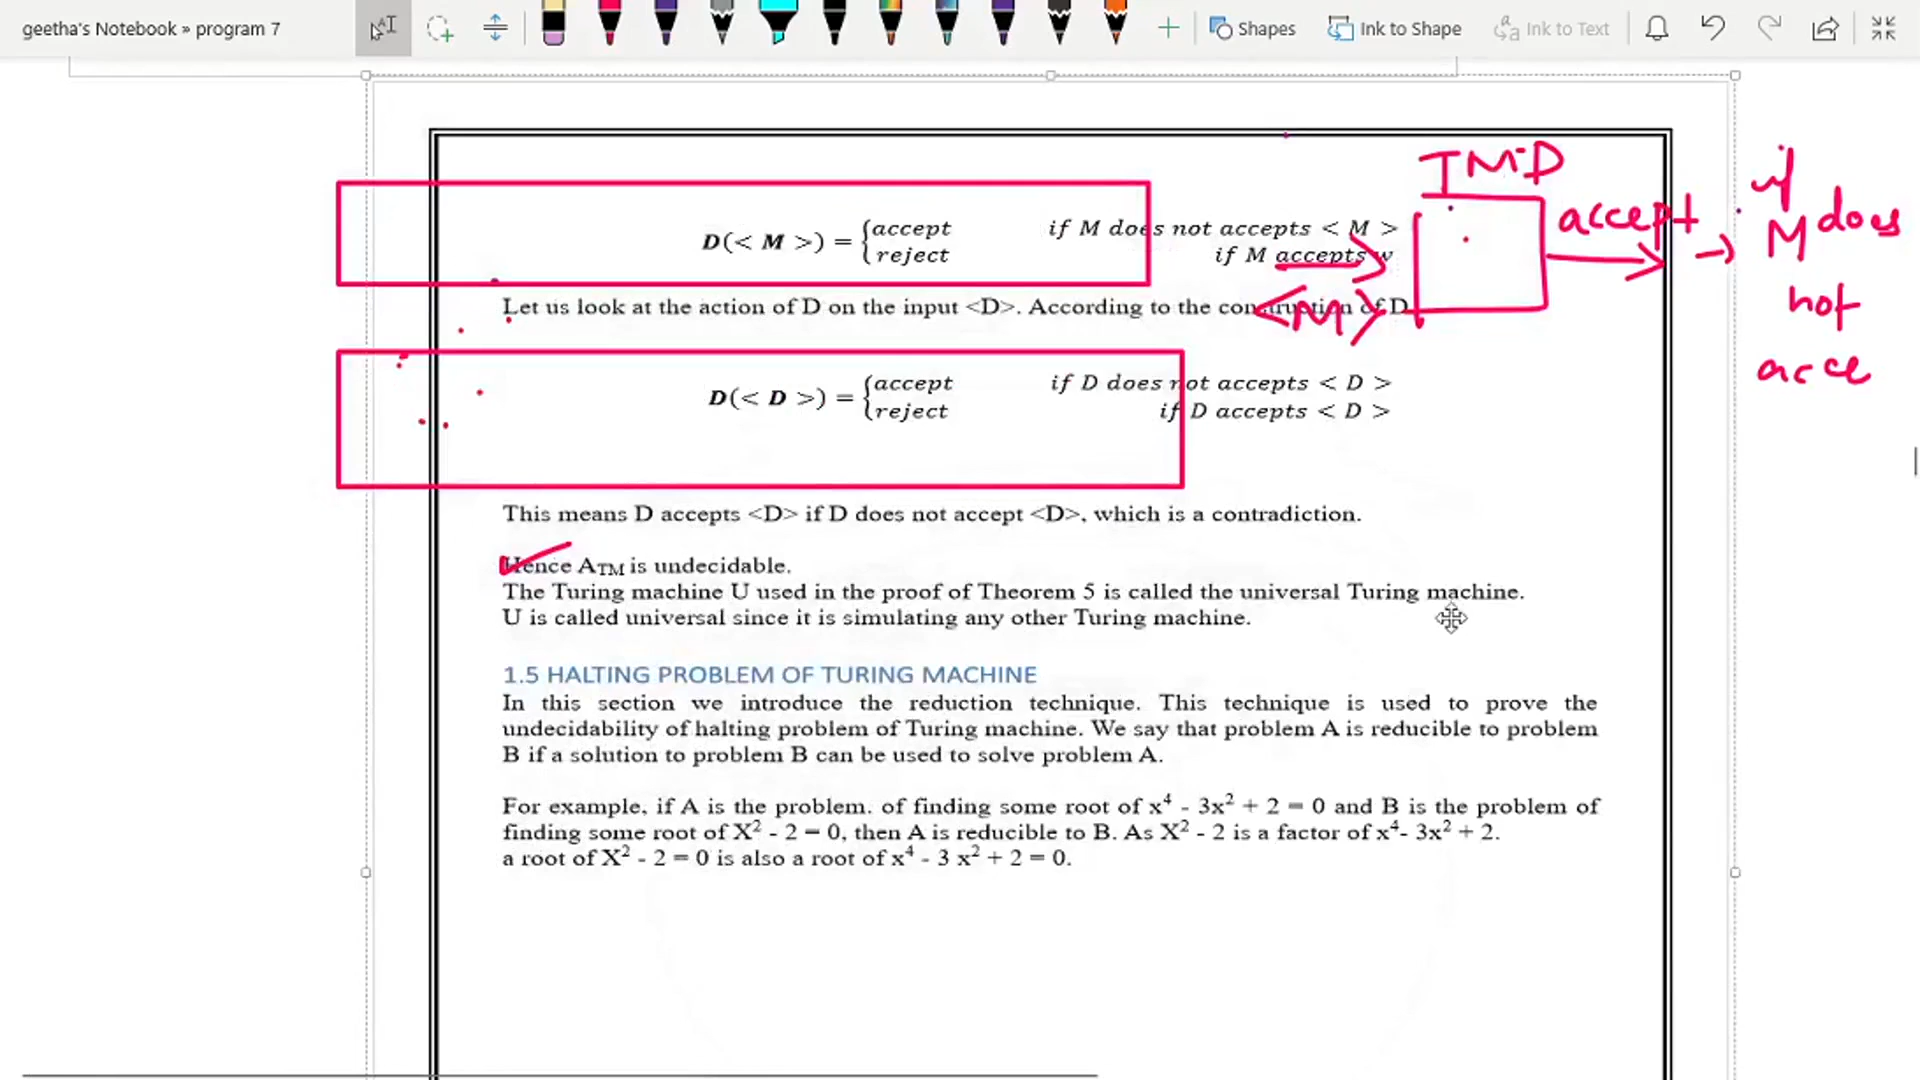 geetha's Notebook » program 7
Shapes
Ink to Shape
Ink to Text
TM-D
accept → if M does not acce
D(< M >) = {accept if M does not accepts < M >
reject if M accepts w
Let us look at the action of D on the input <D>. According to the construction of D
<M>
D(< D >) = {accept if D does not accepts < D >
reject if D accepts < D >
This means D accepts <D> if D does not accept <D>, which is a contradiction.
Hence ATM is undecidable.
The Turing machine U used in the proof of Theorem 5 is called the universal Turing machine.
U is called universal since it is simulating any other Turing machine.
1.5 HALTING PROBLEM OF TURING MACHINE
In this section we introduce the reduction technique. This technique is used to prove the
undecidability of halting problem of Turing machine. We say that problem A is reducible to problem
B if a solution to problem B can be used to solve problem A.
For example, if A is the problem. of finding some root of x⁴ - 3x² + 2 = 0 and B is the problem of
finding some root of X² - 2 = 0, then A is reducible to B. As X² - 2 is a factor of x⁴- 3x² + 2.
a root of X² - 2 = 0 is also a root of x⁴ - 3 x² + 2 = 0.